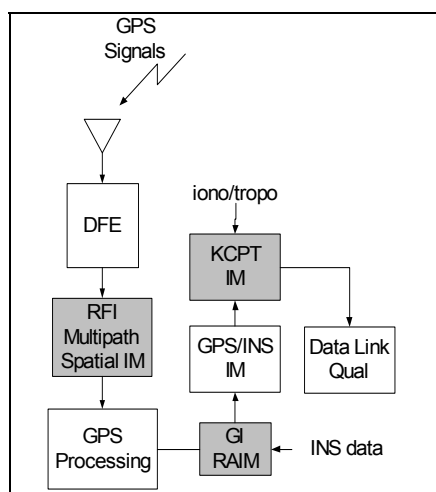 GPS
Signals
DFE
RFI
Multipath
Spatial IM
GPS
Processing
iono/tropo
KCPT
IM
GPS/INS
IM
GI
RAIM
Data Link
Qual
INS data